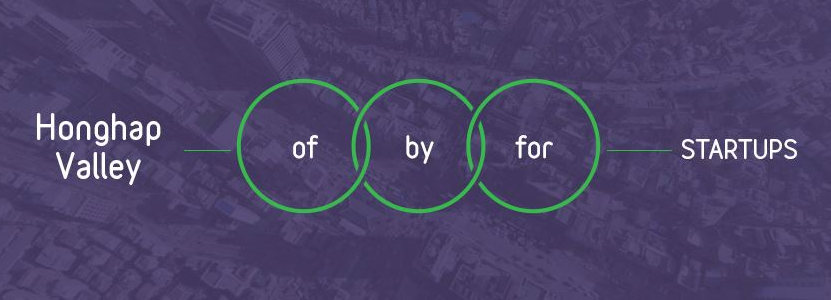 Honghap
Valley
of
by
for
STARTUPS